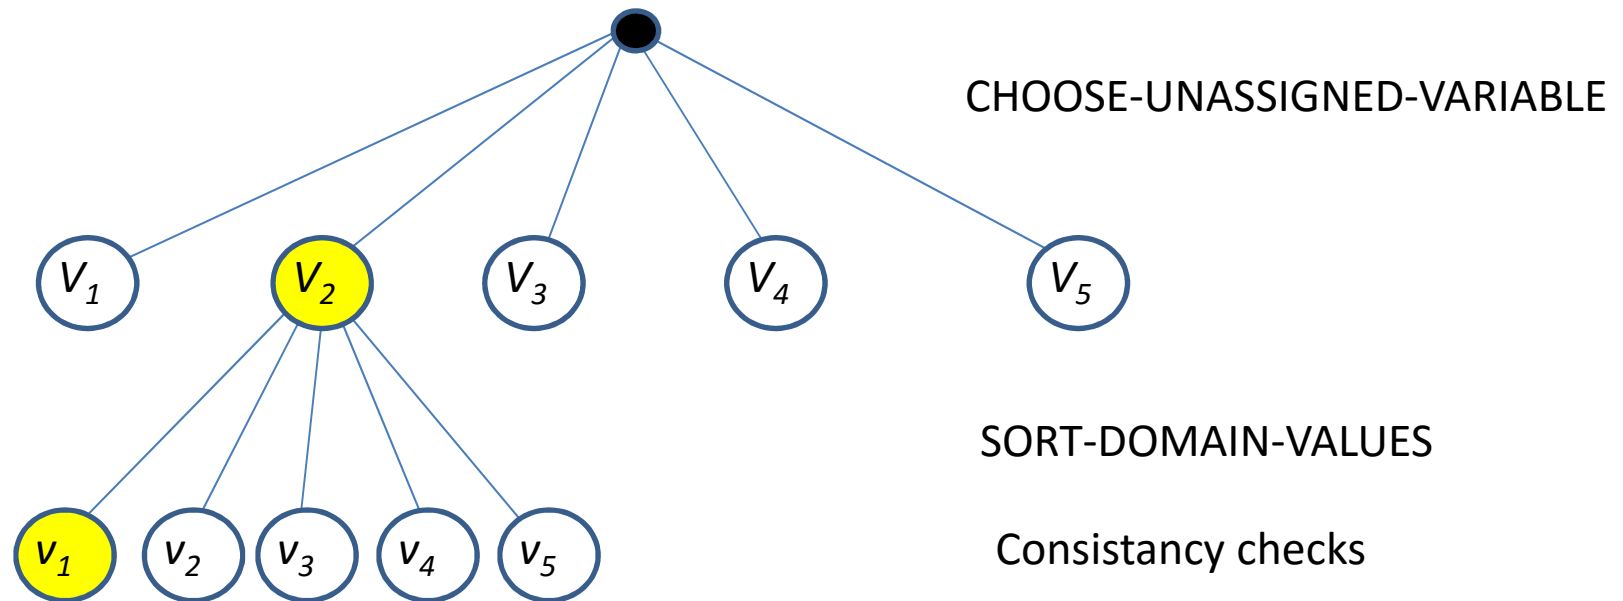 CHOOSE-UNASSIGNED-VARIABLE
V1 V2 V3 V4 V5
SORT-DOMAIN-VALUES
v1 v2 v3 v4 v5
Consistancy checks